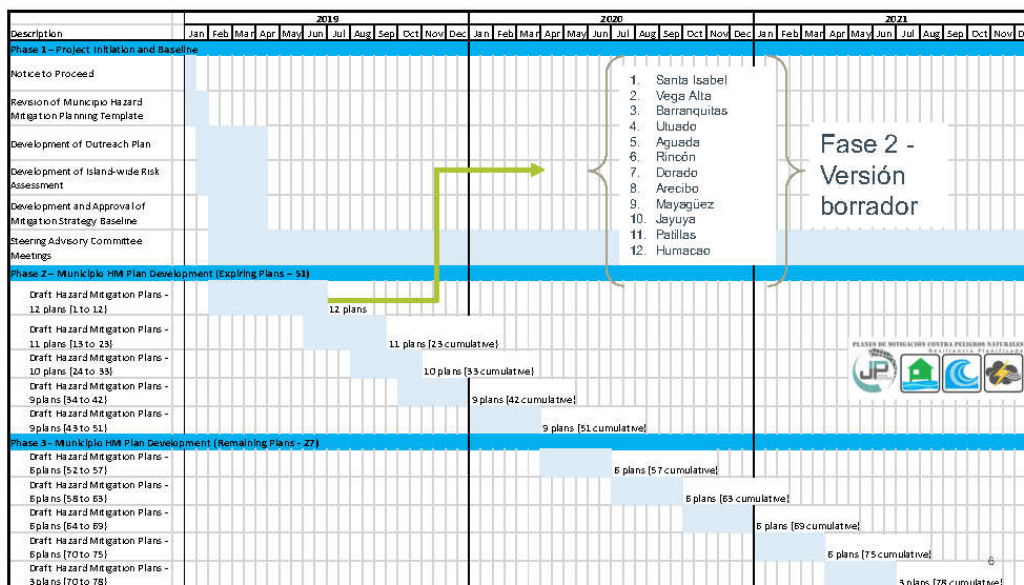 2019 2020 2021
Description Jan Feb Mar Apr May Jun Jul Aug Sep Oct Nov Dec Jan Feb Mar Apr May Jun Jul Aug Sep Oct Nov Dec Jan Feb Mar Apr May Jun Jul Aug Sep Oct Nov D
Phase 1 – Project Initiation and Baseline
Notice to Proceed
Revision of Municipio Hazard
Mitigation Planning Template
Development of Outreach Plan
Development of Island-wide Risk
Assessment
Development and Approval of
Mitigation Strategy Baseline
Steering Advisory Committee
Meetings
1. Santa Isabel
2. Vega Alta
3. Barranquitas
4. Utuado
5. Aguada
6. Rincón
7. Dorado
8. Arecibo
9. Mayagüez
10. Jayuya
11. Patillas
12. Humacao
Fase 2 -
Versión
borrador
Phase 2 – Municipio HM Plan Development (Expiring Plans – 51)
Draft Hazard Mitigation Plans -
12 plans [1 to 12]
12 plans
Draft Hazard Mitigation Plans -
11 plans [13 to 23]
11 plans [23 cumulative]
Draft Hazard Mitigation Plans -
10 plans [24 to 33]
10 plans [33 cumulative]
Draft Hazard Mitigation Plans -
9 plans [34 to 42]
9 plans [42 cumulative]
Draft Hazard Mitigation Plans -
9 plans [43 to 51]
9 plans [51 cumulative]
PLANES DE MITIGACIÓN CONTRA PELIGROS NATURALES
Resiliencia Planificada
JP
Phase 3 - Municipio HM Plan Development (Remaining Plans - 27)
Draft Hazard Mitigation Plans -
6 plans [52 to 57]
6 plans [57 cumulative]
Draft Hazard Mitigation Plans -
6 plans [58 to 63]
6 plans [63 cumulative]
Draft Hazard Mitigation Plans -
6 plans [64 to 69]
6 plans [69 cumulative]
Draft Hazard Mitigation Plans -
6 plans [70 to 75]
6 plans [75 cumulative]
6
Draft Hazard Mitigation Plans -
3 plans [70 to 78]
3 plans [78 cumulative]